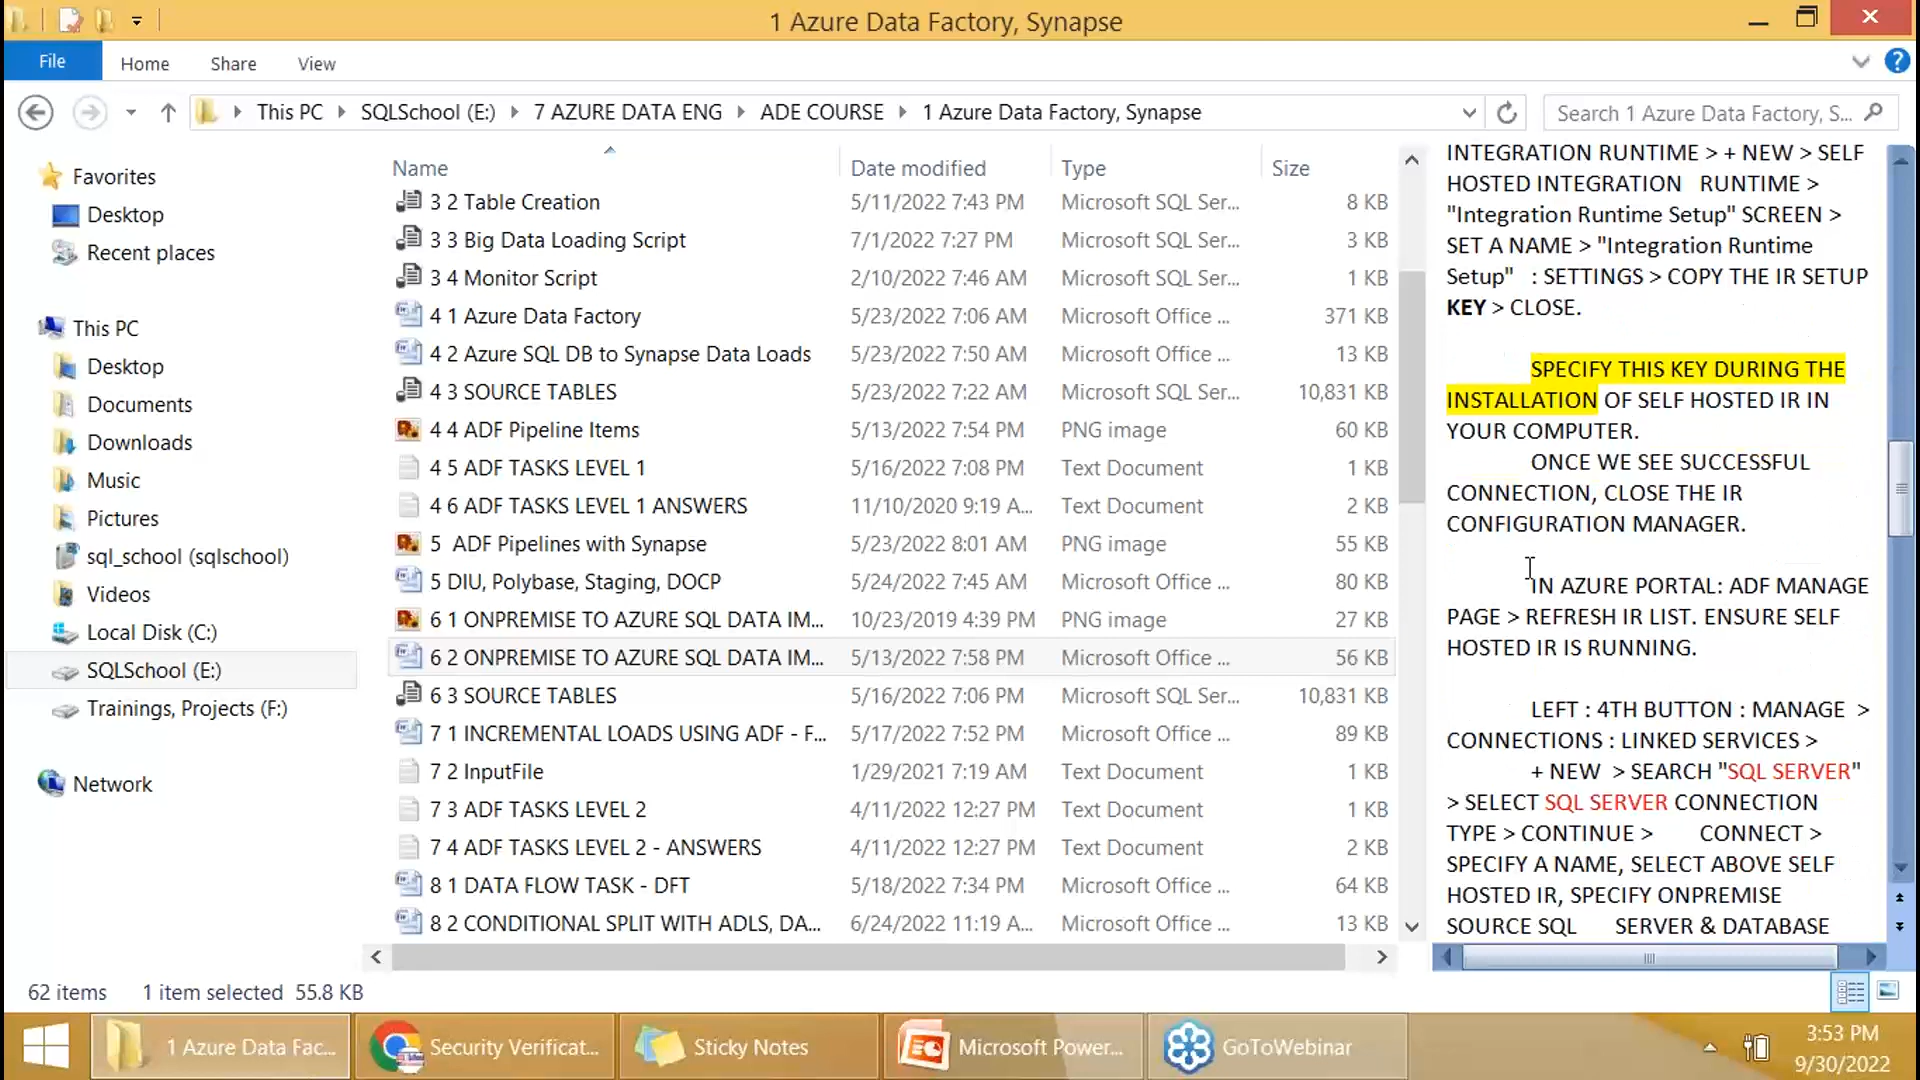 1 Azure Data Factory, Synapse
File Home Share View
This PC SQLSchool (E:) 7 AZURE DATA ENG ADE COURSE 1 Azure Data Factory, Synapse
Search 1 Azure Data Factory, S...
Favorites
Desktop
Recent places
This PC
Desktop
Documents
Downloads
Music
Pictures
sql_school (sqlschool)
Videos
Local Disk (C:)
SQLSchool (E:)
Trainings, Projects (F:)
Network
Name Date modified Type Size
3 2 Table Creation 5/11/2022 7:43 PM Microsoft SQL Ser... 8 KB
3 3 Big Data Loading Script 7/1/2022 7:27 PM Microsoft SQL Ser... 3 KB
3 4 Monitor Script 2/10/2022 7:46 AM Microsoft SQL Ser... 1 KB
4 1 Azure Data Factory 5/23/2022 7:06 AM Microsoft Office ... 371 KB
4 2 Azure SQL DB to Synapse Data Loads 5/23/2022 7:50 AM Microsoft Office ... 13 KB
4 3 SOURCE TABLES 5/23/2022 7:22 AM Microsoft SQL Ser... 10,831 KB
4 4 ADF Pipeline Items 5/13/2022 7:54 PM PNG image 60 KB
4 5 ADF TASKS LEVEL 1 5/16/2022 7:08 PM Text Document 1 KB
4 6 ADF TASKS LEVEL 1 ANSWERS 11/10/2020 9:19 A... Text Document 2 KB
5 ADF Pipelines with Synapse 5/23/2022 8:01 AM PNG image 55 KB
5 DIU, Polybase, Staging, DOCP 5/24/2022 7:45 AM Microsoft Office ... 80 KB
6 1 ONPREMISE TO AZURE SQL DATA IM... 10/23/2019 4:39 PM PNG image 27 KB
6 2 ONPREMISE TO AZURE SQL DATA IM... 5/13/2022 7:58 PM Microsoft Office ... 56 KB
6 3 SOURCE TABLES 5/16/2022 7:06 PM Microsoft SQL Ser... 10,831 KB
7 1 INCREMENTAL LOADS USING ADF - F... 5/17/2022 7:52 PM Microsoft Office ... 89 KB
7 2 InputFile 1/29/2021 7:19 AM Text Document 1 KB
7 3 ADF TASKS LEVEL 2 4/11/2022 12:27 PM Text Document 1 KB
7 4 ADF TASKS LEVEL 2 - ANSWERS 4/11/2022 12:27 PM Text Document 2 KB
8 1 DATA FLOW TASK - DFT 5/18/2022 7:34 PM Microsoft Office ... 64 KB
8 2 CONDITIONAL SPLIT WITH ADLS, DA... 6/24/2022 11:19 A... Microsoft Office ... 13 KB
INTEGRATION RUNTIME > + NEW > SELF
HOSTED INTEGRATION RUNTIME >
"Integration Runtime Setup" SCREEN >
SET A NAME > "Integration Runtime
Setup" : SETTINGS > COPY THE IR SETUP
KEY > CLOSE.
SPECIFY THIS KEY DURING THE
INSTALLATION OF SELF HOSTED IR IN
YOUR COMPUTER.
ONCE WE SEE SUCCESSFUL
CONNECTION, CLOSE THE IR
CONFIGURATION MANAGER.
IN AZURE PORTAL: ADF MANAGE
PAGE > REFRESH IR LIST. ENSURE SELF
HOSTED IR IS RUNNING.
LEFT : 4TH BUTTON : MANAGE >
CONNECTIONS : LINKED SERVICES >
+ NEW > SEARCH "SQL SERVER"
> SELECT SQL SERVER CONNECTION
TYPE > CONTINUE > CONNECT >
SPECIFY A NAME, SELECT ABOVE SELF
HOSTED IR, SPECIFY ONPREMISE
SOURCE SQL SERVER & DATABASE
62 items 1 item selected 55.8 KB
1 Azure Data Fac... Security Verificat... Sticky Notes Microsoft Power... GoToWebinar
3:53 PM
9/30/2022